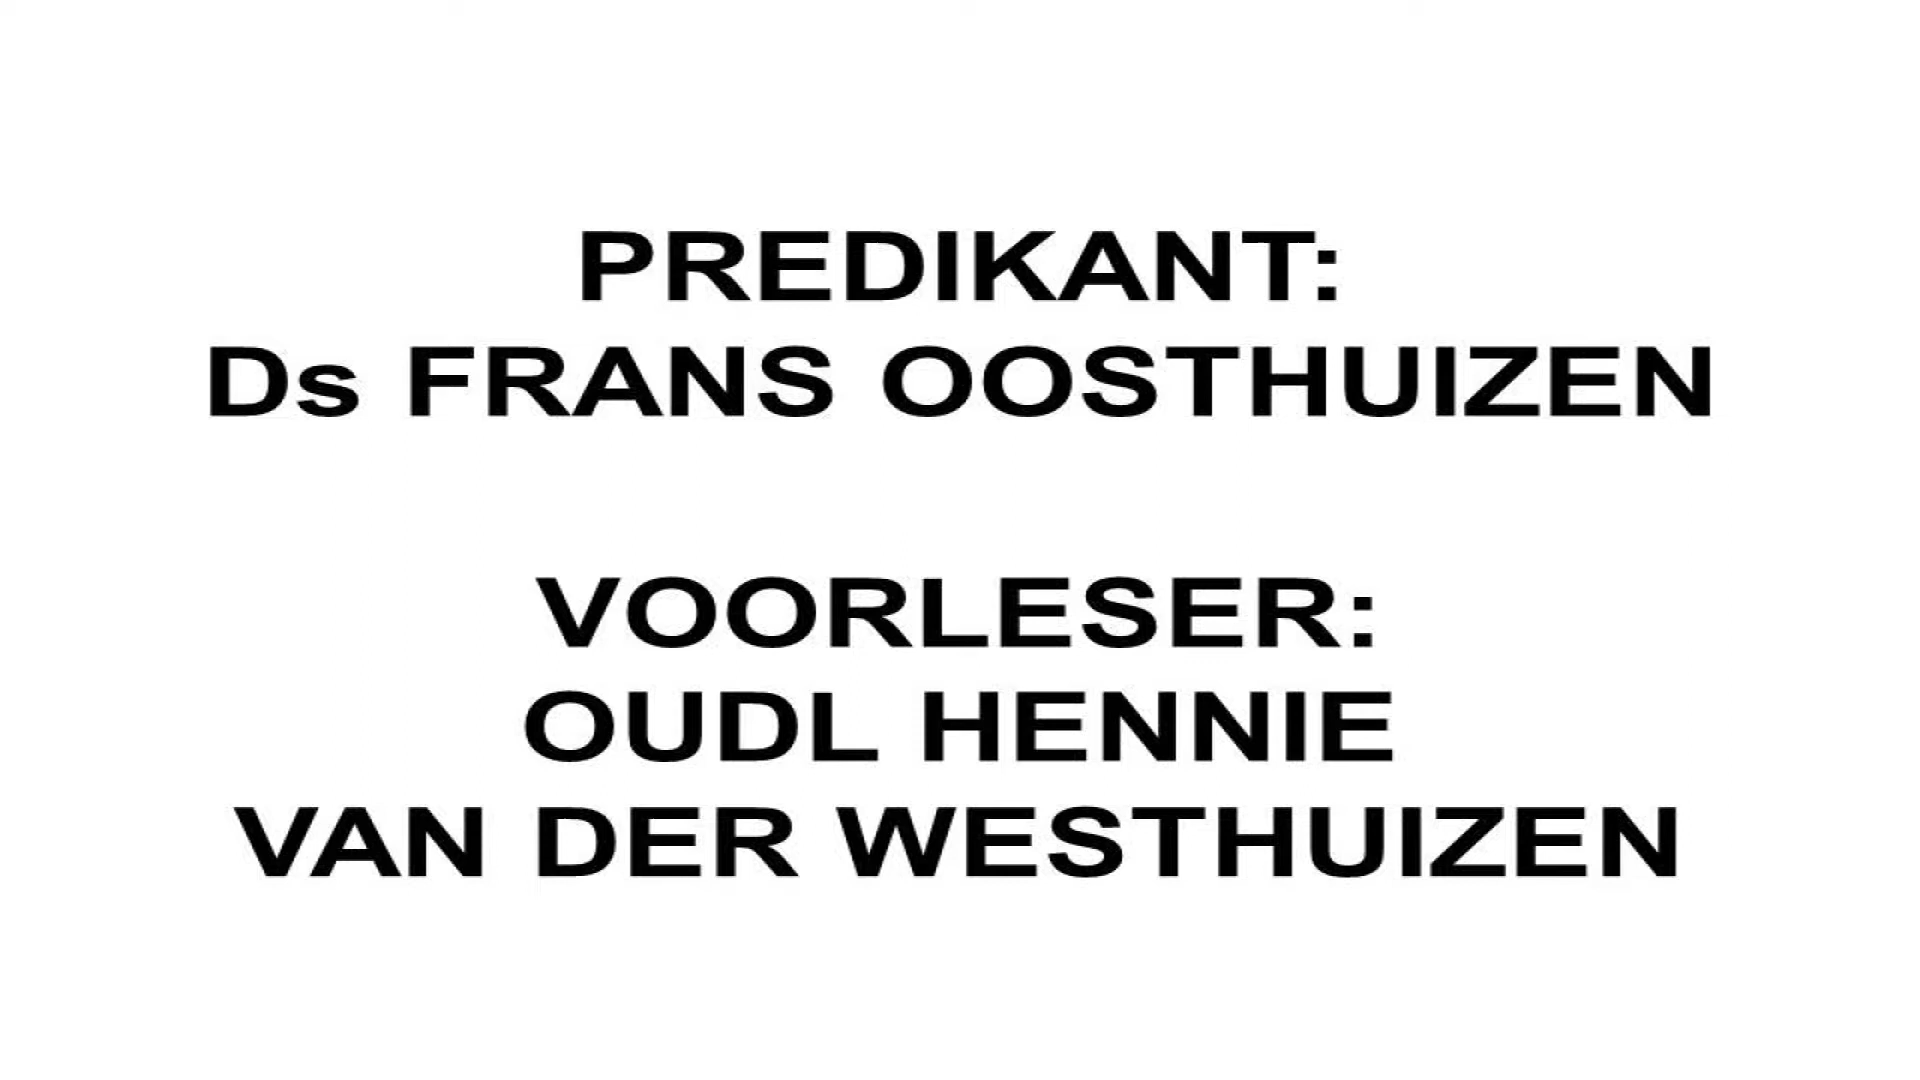 PREDIKANT:
Ds FRANS OOSTHUIZEN
VOORLESER:
OUDL HENNIE
VAN DER WESTHUIZEN